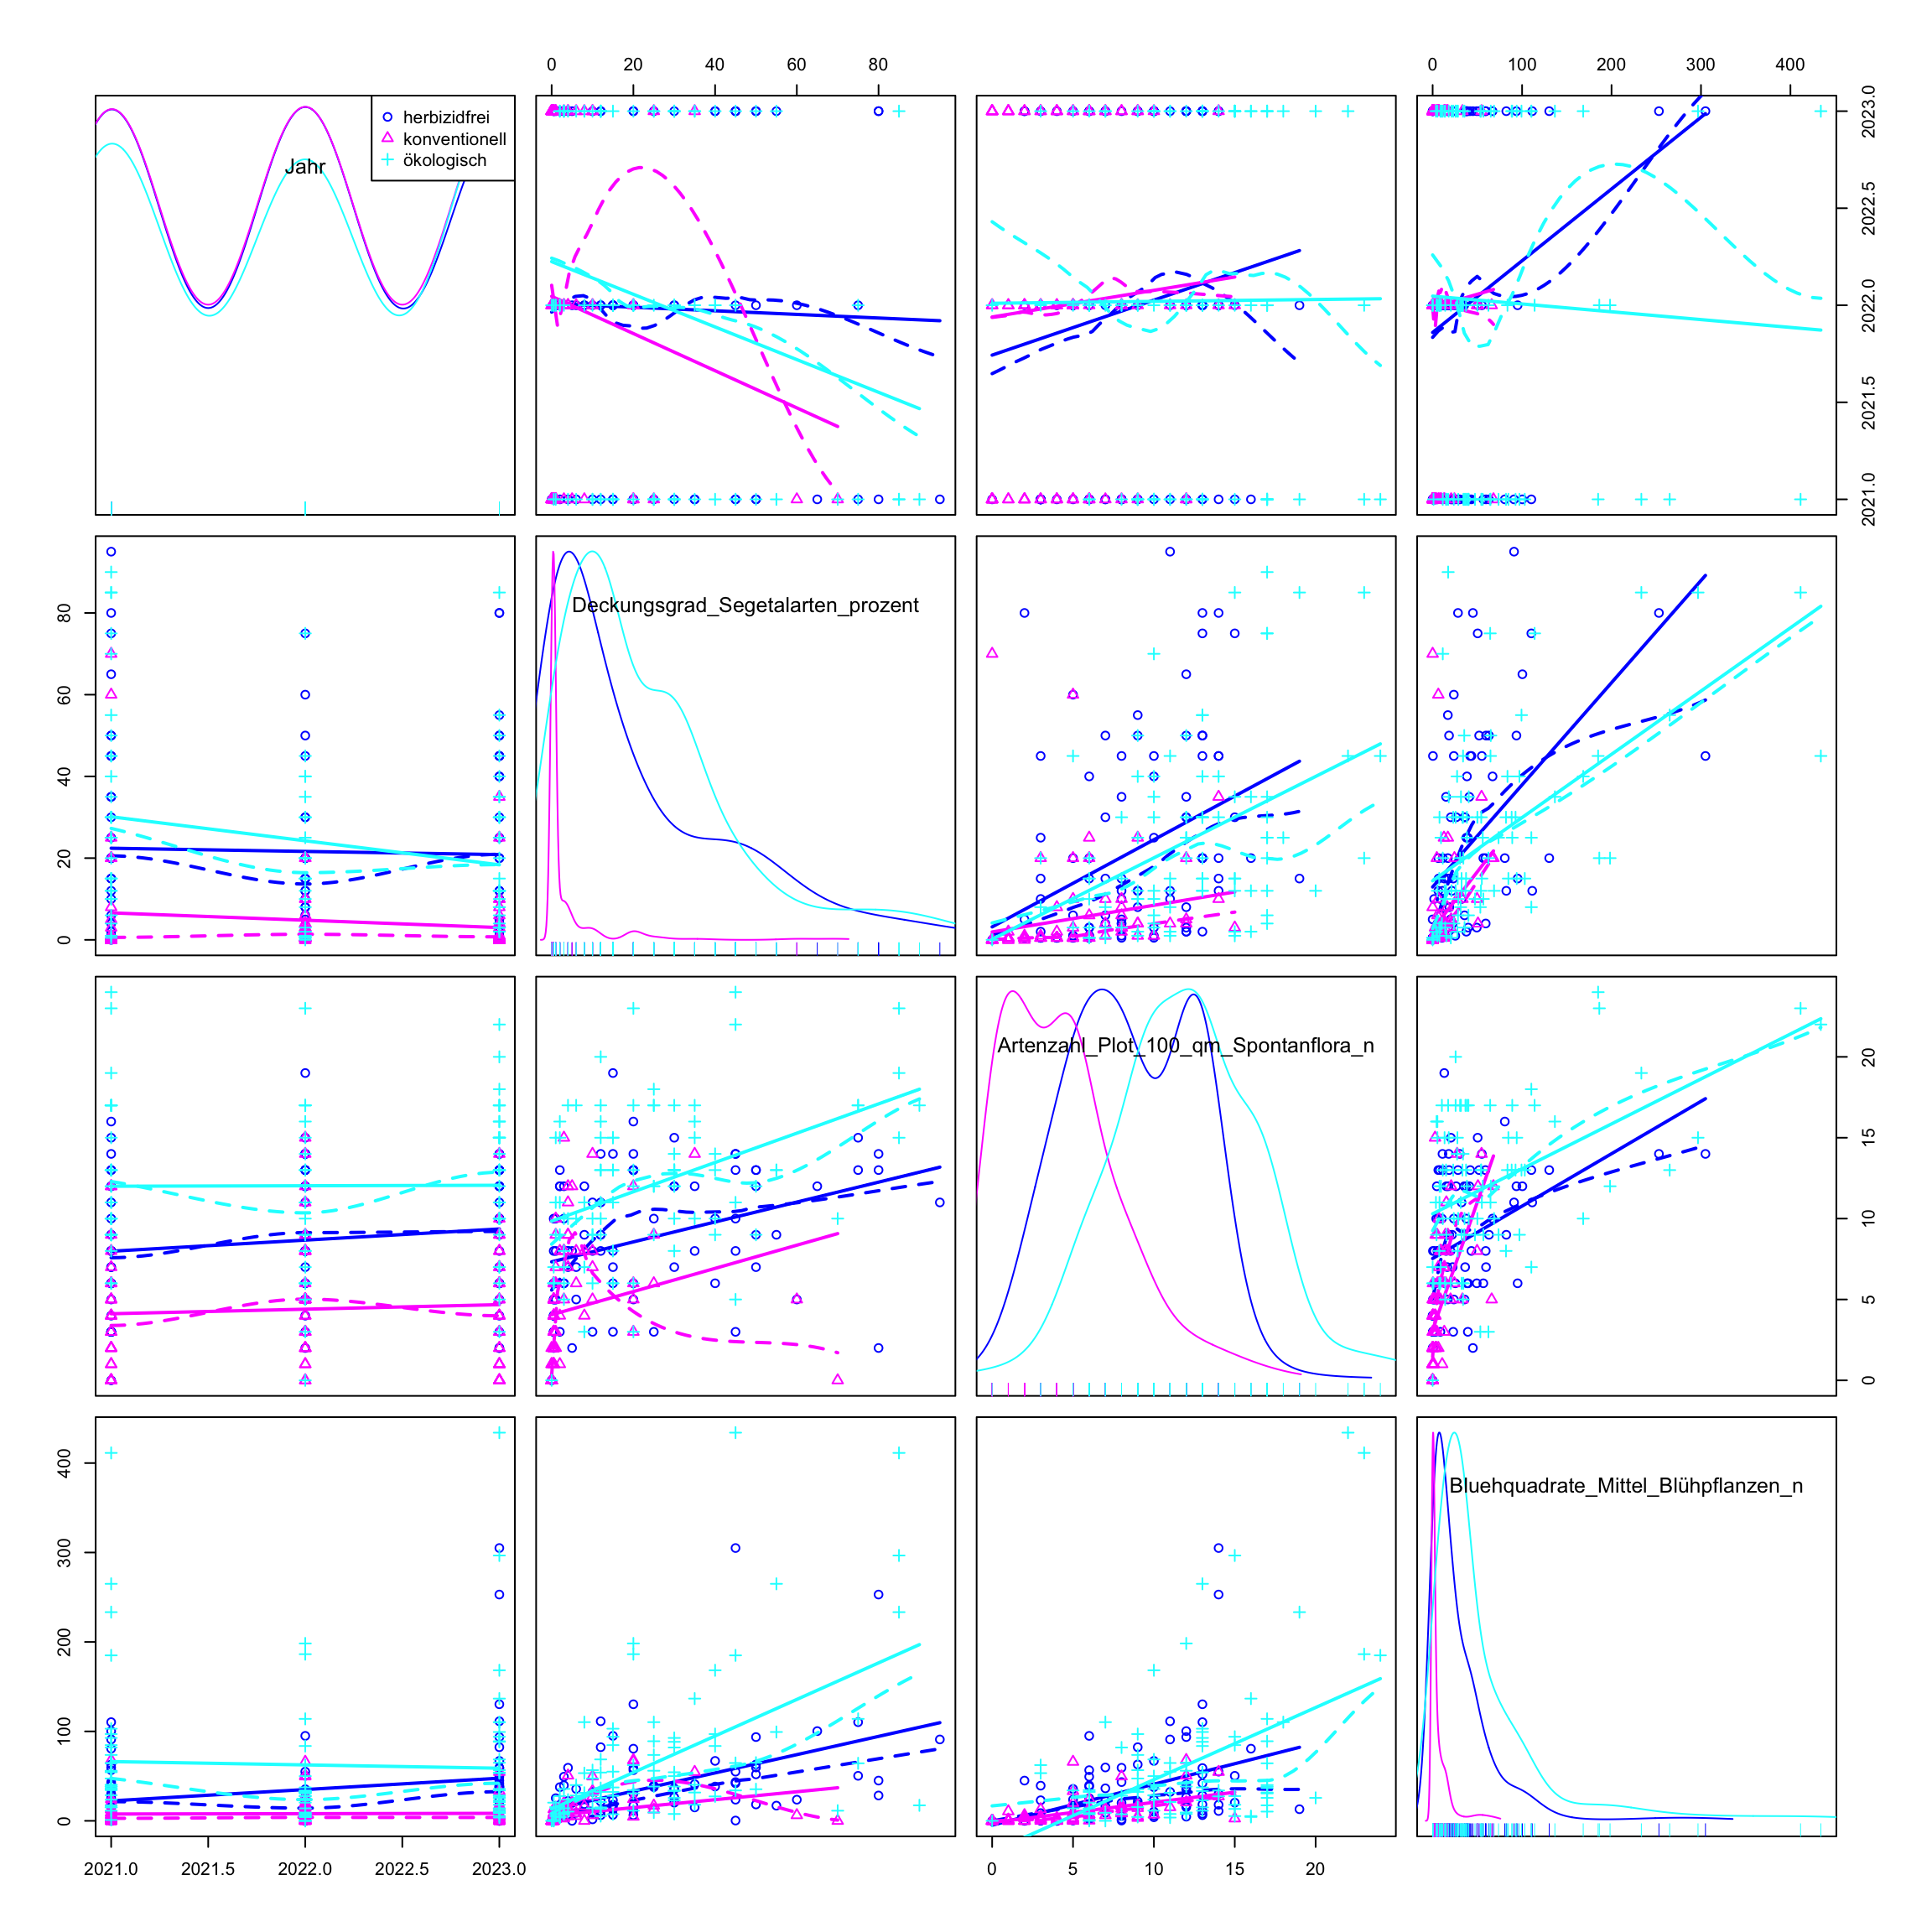 0 20 40 60 80
0 100 200 300 400
Jahr
herbizidfrei
konventionell
ökologisch
2021.0 2021.5 2022.0 2022.5 2023.0
0 20 40 60 80
Deckungsgrad_Segetalarten_prozent
Artenzahl_Plot_100_qm_Spontanflora_n
0 5 10 15 20
0 100 200 300 400
Bluehquadrate_Mittel_Blühpflanzen_n
2021.0 2021.5 2022.0 2022.5 2023.0
0 5 10 15 20